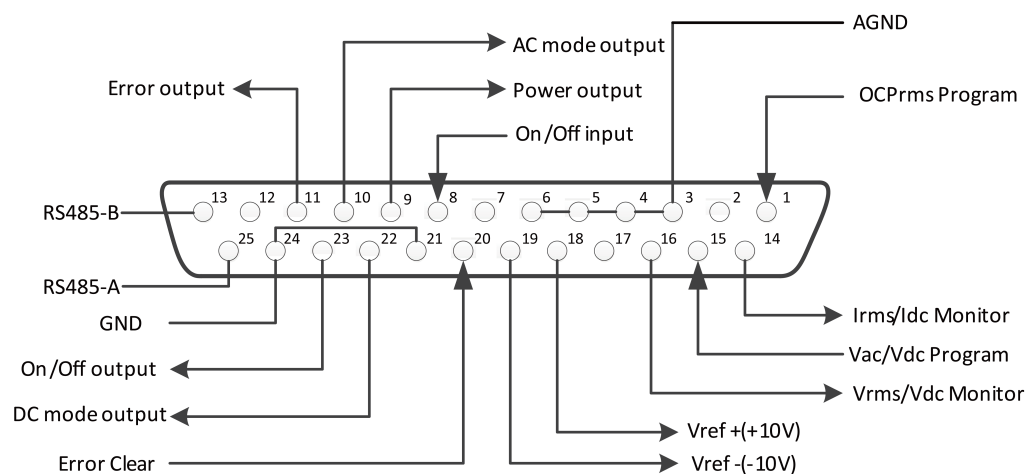 AGND
AC mode output
Error output
Power output
OCPrms Program
On/Off input
13 12 11 10 9 8 7 6 5 4 3 2 1
RS485-B
25 24 23 22 21 20 19 18 17 16 15 14
RS485-A
GND
Irms/Idc Monitor
Vac/Vdc Program
On/Off output
Vrms/Vdc Monitor
DC mode output
Vref +(+10V)
Error Clear
Vref -(-10V)